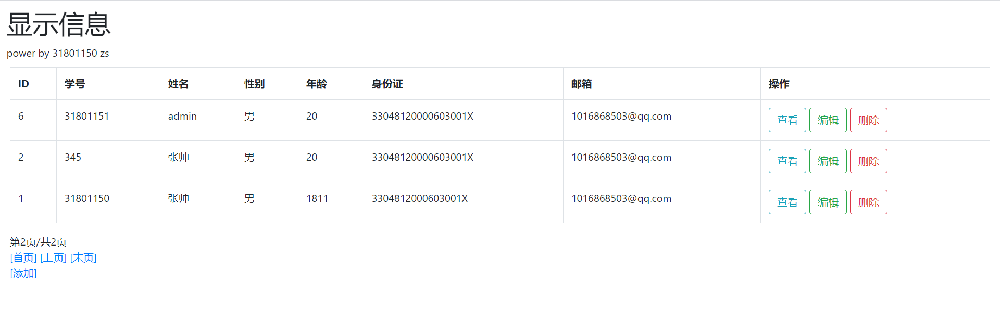 显示信息
power by 31801150 zs
ID 学号 姓名 性别 年龄 身份证 邮箱 操作
6 31801151 admin 男 20 33048120000603001X 1016868503@qq.com 查看 编辑 删除
2 345 张帅 男 20 33048120000603001X 1016868503@qq.com 查看 编辑 删除
1 31801150 张帅 男 1811 3304812000603001X 1016868503@qq.com 查看 编辑 删除
第2页/共2页
[首页] [上页] [末页]
[添加]